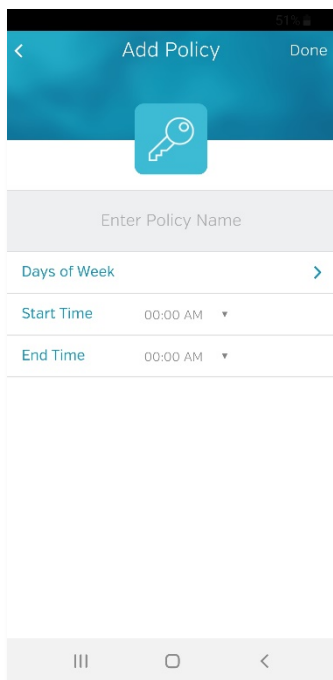 51%
Add Policy Done
Enter Policy Name
Days of Week
Start Time 00:00 AM
End Time 00:00 AM